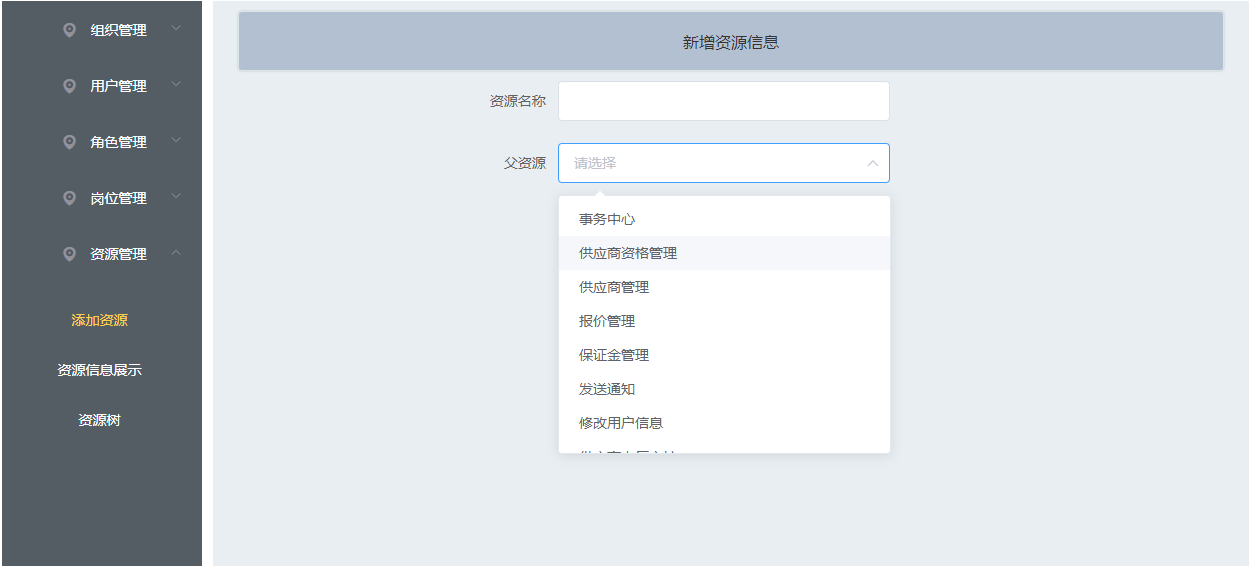 组织管理
用户管理
角色管理
岗位管理
资源管理
添加资源
资源信息展示
资源树
新增资源信息
资源名称
父资源
请选择
事务中心
供应商资格管理
供应商管理
报价管理
保证金管理
发送通知
修改用户信息